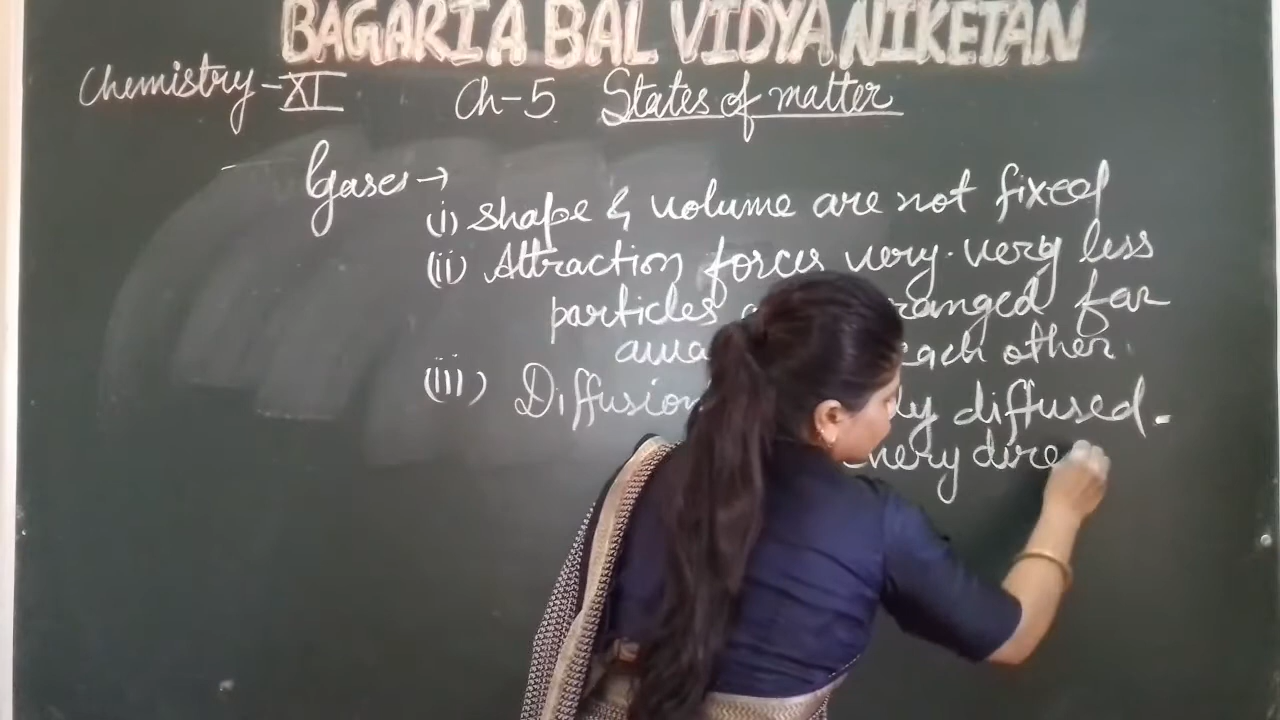 BAGARIA BAL VIDYA NIKETAN
Chemistry-XI Ch-5 States of matter
Gases →
(i) Shape & volume are not fixed
(ii) Attraction forces very-very less
particles far
each other.
(iii) Diffusion diffused.
every